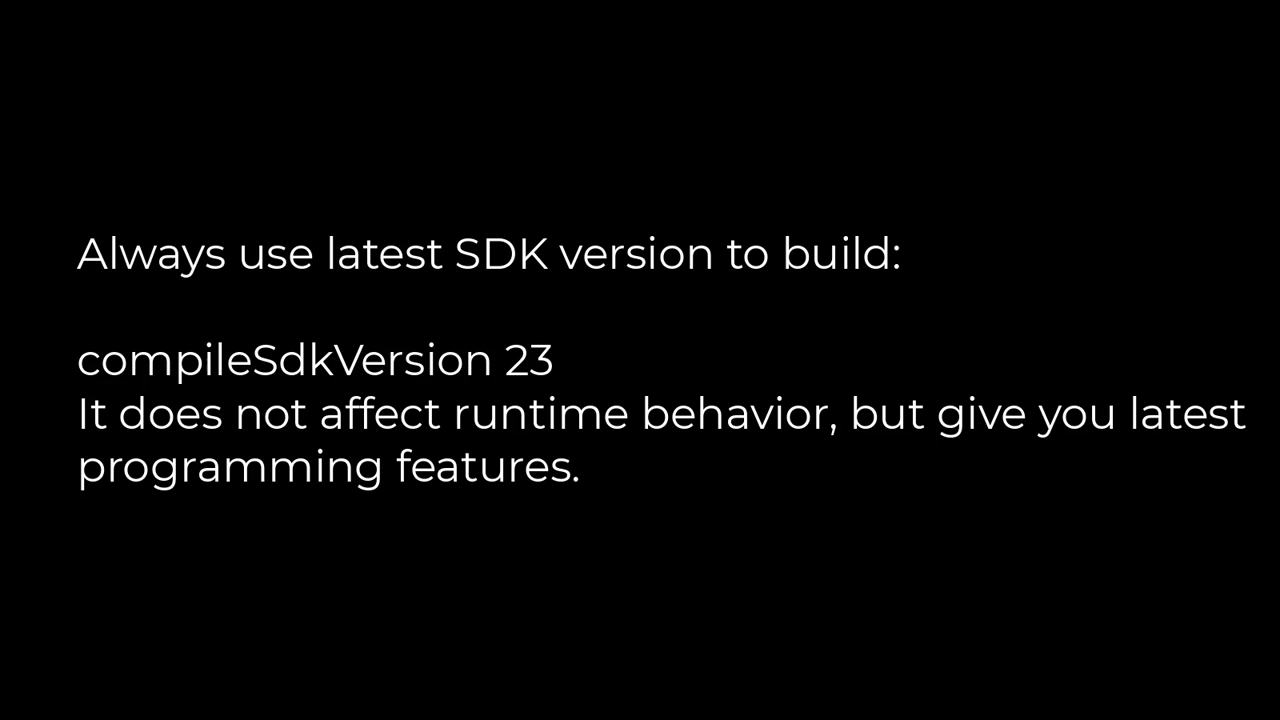 Always use latest SDK version to build:
compileSdkVersion 23
It does not affect runtime behavior, but give you latest
programming features.